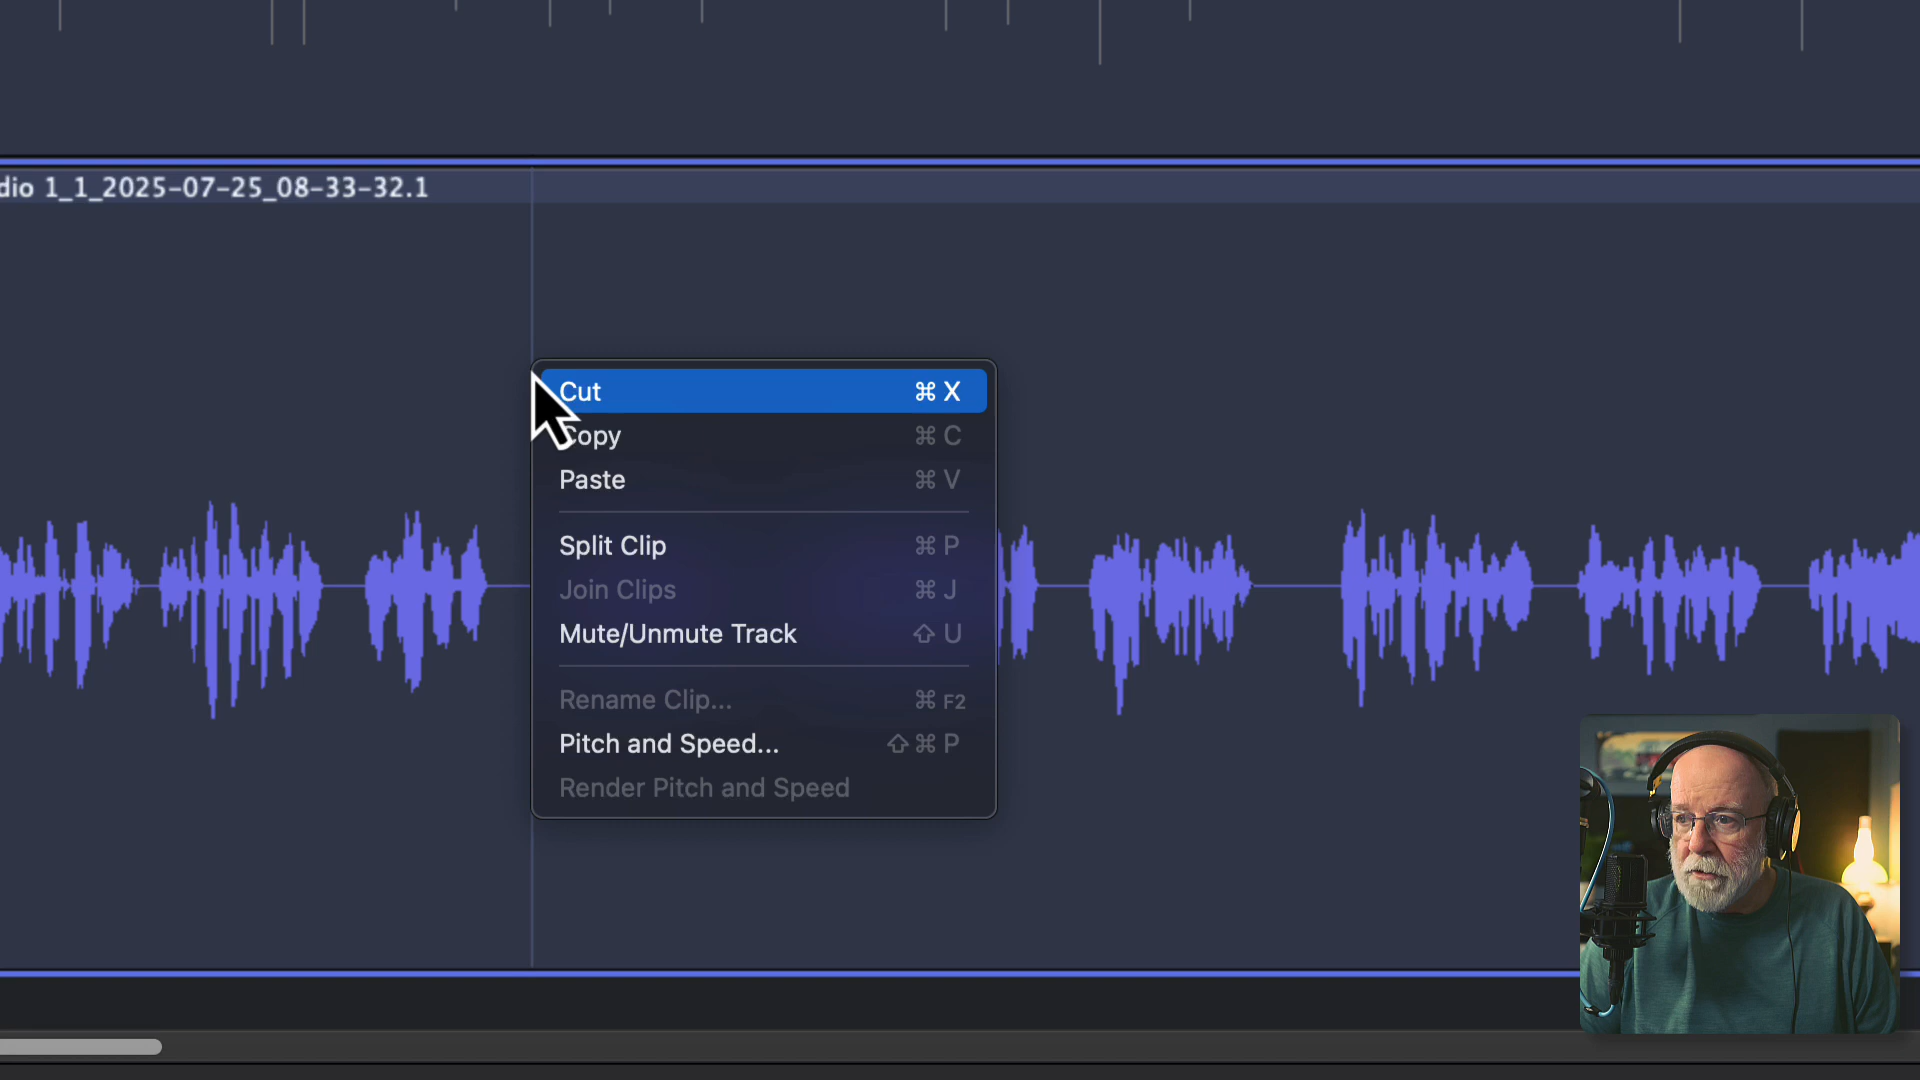 dio 1_1_2025-07-25_08-33-32.1
Cut ⌘ X
Copy ⌘ C
Paste ⌘ V
Split Clip ⌘ P
Join Clips ⌘ J
Mute/Unmute Track ⇧ U
Rename Clip... ⌘ F2
Pitch and Speed... ⇧ ⌘ P
Render Pitch and Speed